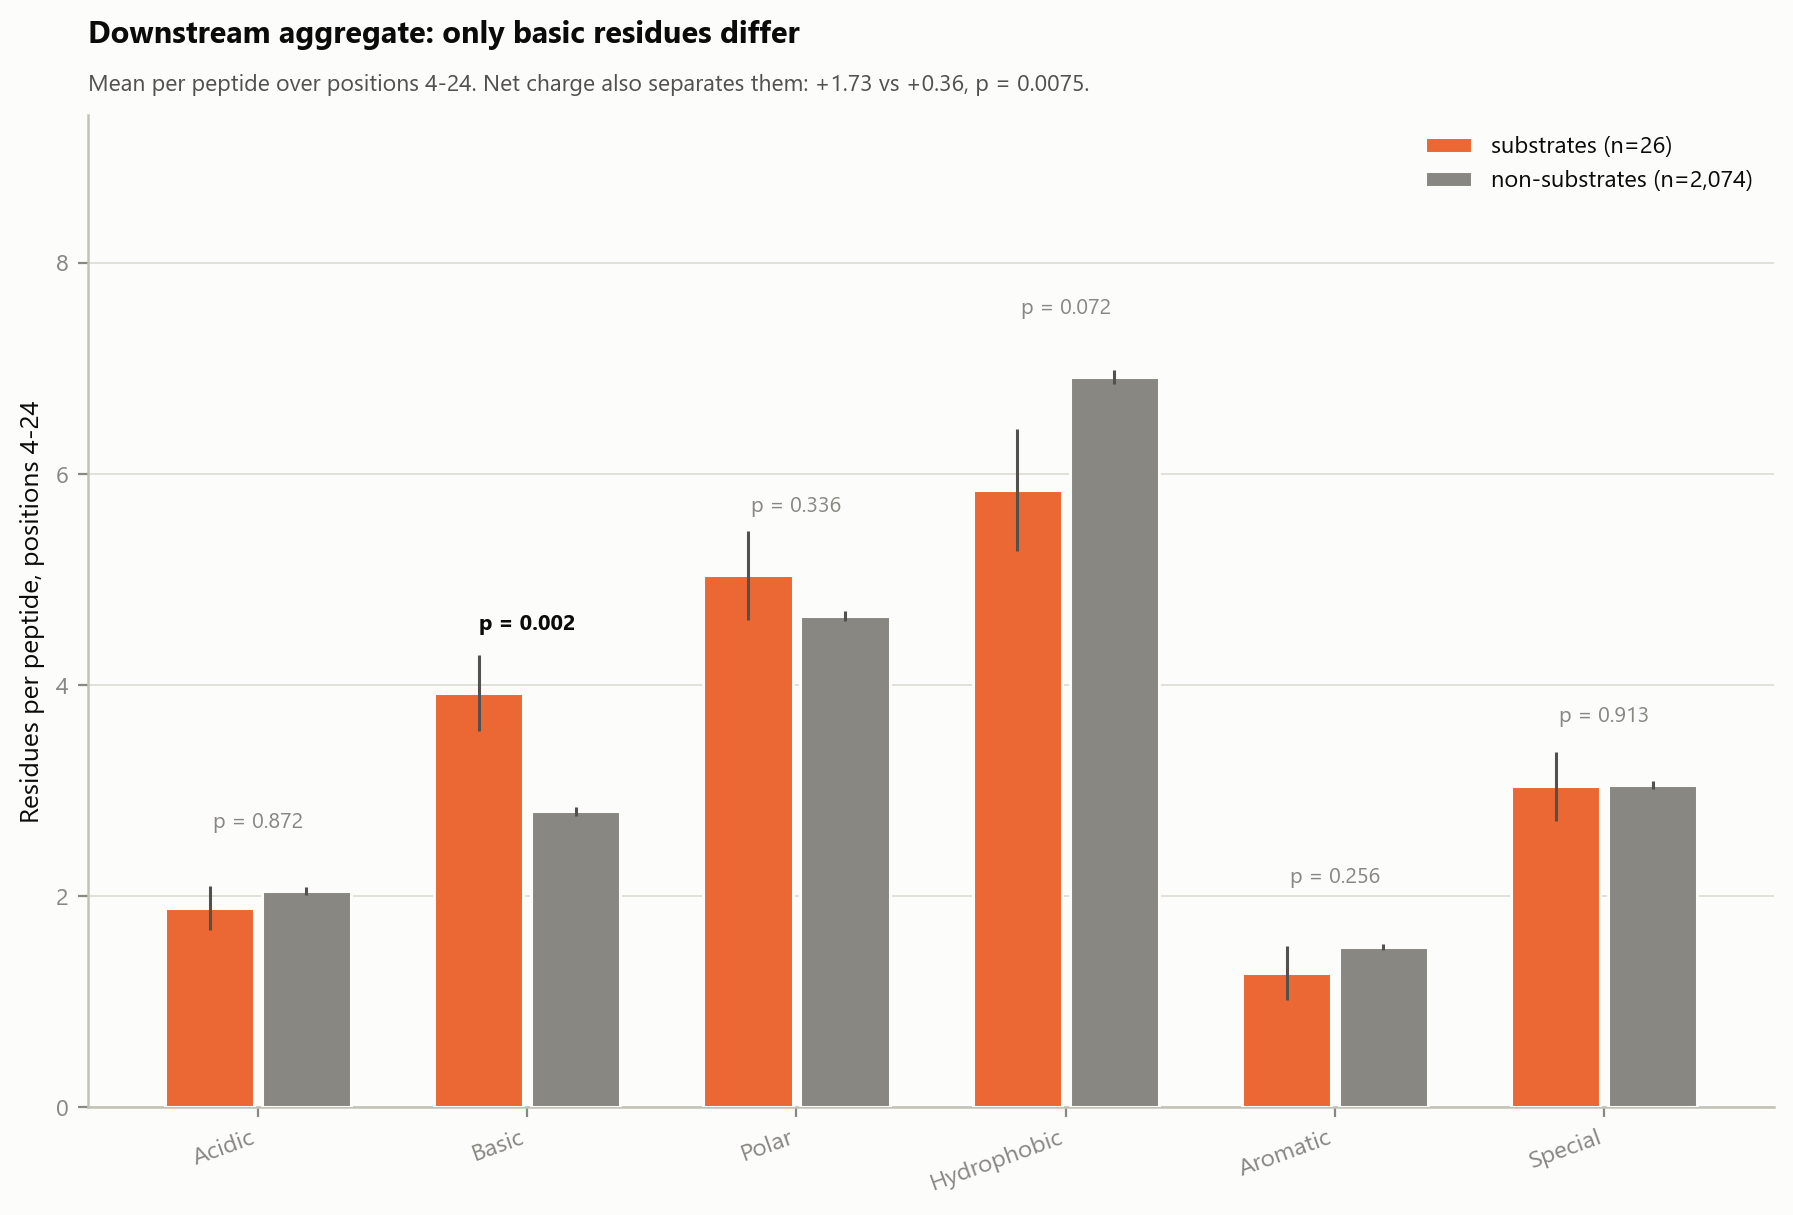 Downstream aggregate: only basic residues differ
Mean per peptide over positions 4-24. Net charge also separates them: +1.73 vs +0.36, p = 0.0075.
substrates (n=26)
non-substrates (n=2,074)
Residues per peptide, positions 4-24
8
6
4
2
0
p = 0.872
p = 0.002
p = 0.336
p = 0.072
p = 0.256
p = 0.913
Acidic
Basic
Polar
Hydrophobic
Aromatic
Special